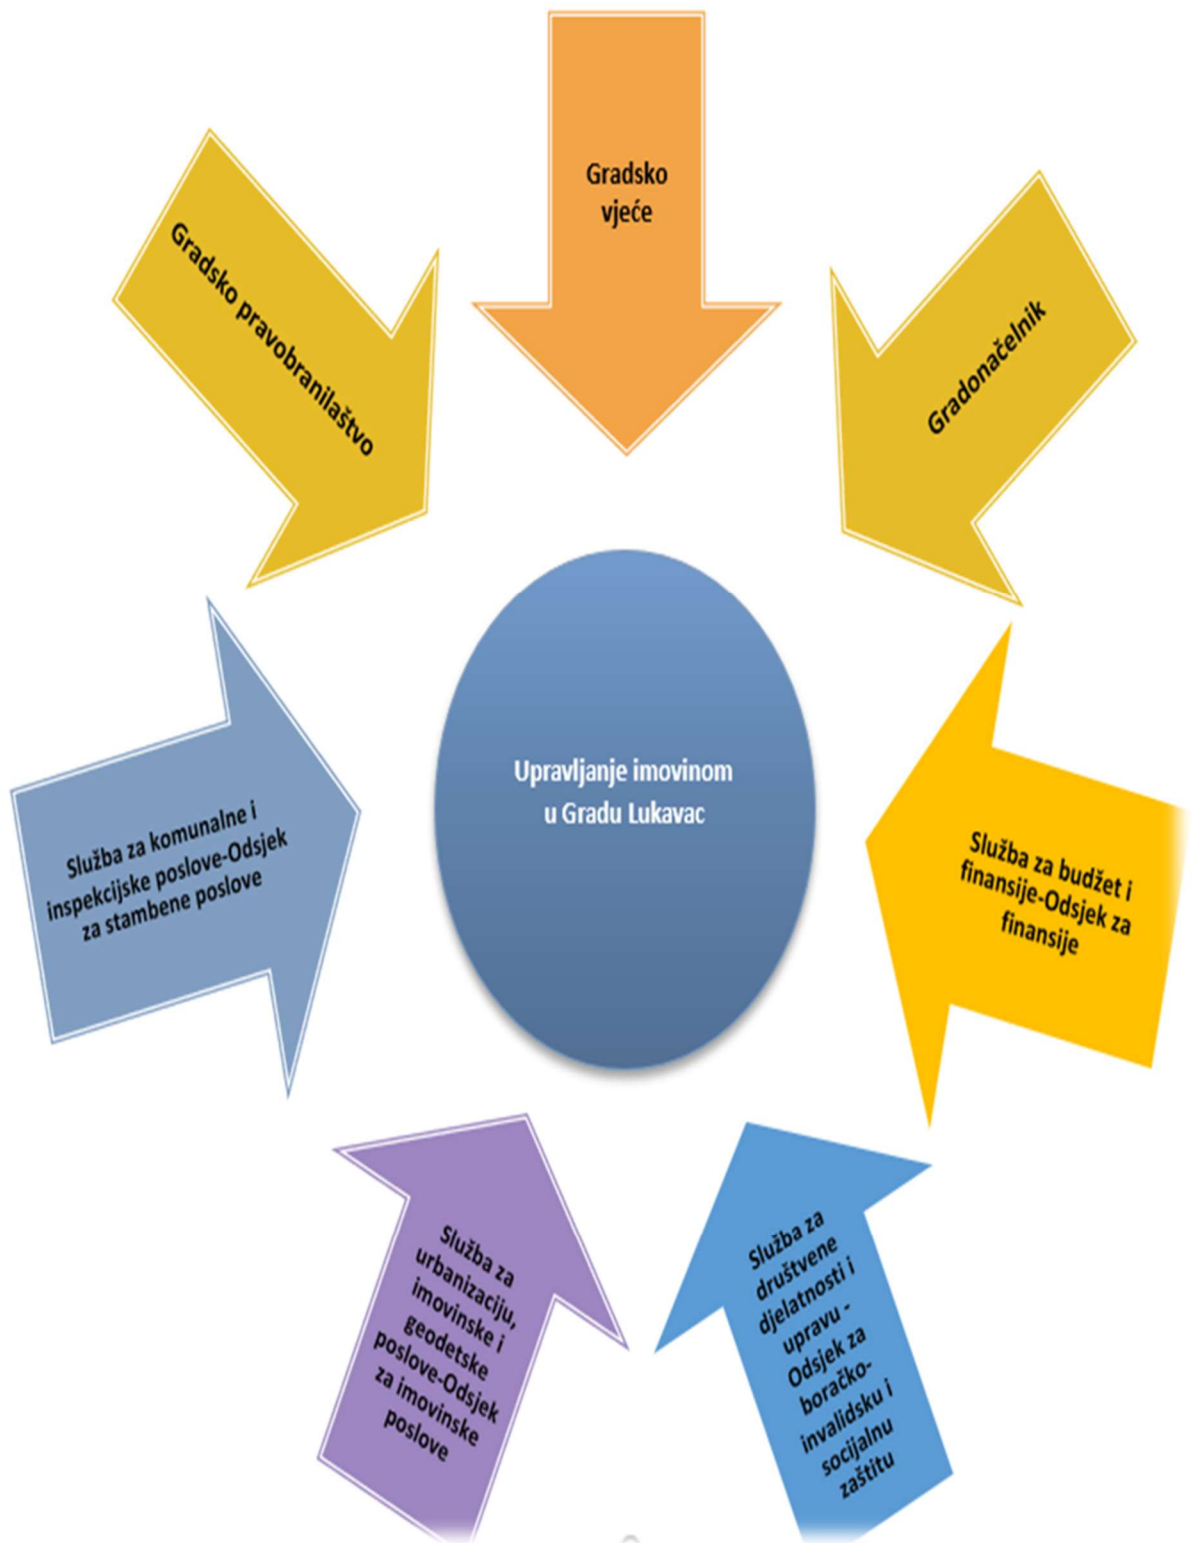 Gradsko
vjeće
Gradsko pravobranilaštvo
Gradonačelnik
Upravljanje imovinom
u Gradu Lukavac
Služba za komunalne i
inspekcijske poslove-Odsjek
za stambene poslove
Služba za budžet i
finansije-Odsjek za
finansije
Služba za
urbanizaciju,
imovinske i
geodetske
poslove-Odsjek
za imovinske
poslove
Služba za
društvene
djelatnosti i
upravu -
Odsjek za
boračko-
invalidsku i
socijalnu
zaštitu